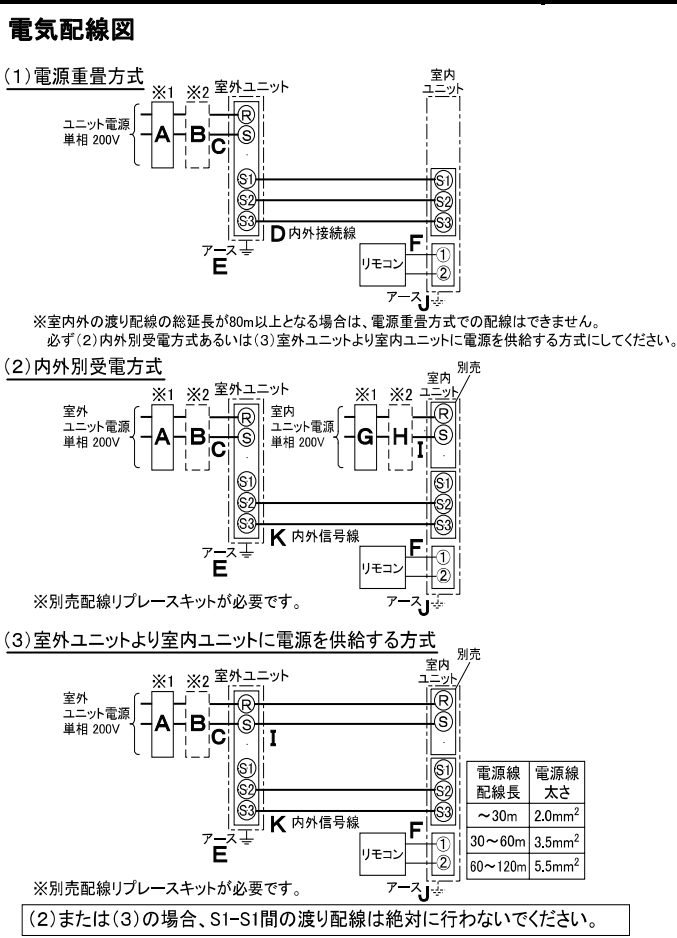 電気配線図
(1)電源重畳方式
※1 ※2 室外ユニット
室内
ユニット
ユニット電源
単相 200V
A B C
R
S
S1 S1
S2 S2
S3 S3
D 内外接続線
アース
E
リモコン
F
①
②
アース J
※室内外の渡り配線の総延長が80m以上となる場合は、電源重畳方式での配線はできません。
必ず(2)内外別受電方式あるいは(3)室外ユニットより室内ユニットに電源を供給する方式にしてください。
(2)内外別受電方式
※1 ※2 室外ユニット
※1 ※2 室内
ユニット
別売
室外
ユニット電源
単相 200V
A B C
R
S
室内
ユニット電源
単相 200V
G H I
R
S
S1 S1
S2 S2
S3 S3
K 内外信号線
アース
E
リモコン
F
①
②
アース J
※別売配線リプレースキットが必要です。
(3)室外ユニットより室内ユニットに電源を供給する方式
※1 ※2 室外ユニット
室内
ユニット
別売
室外
ユニット電源
単相 200V
A B C
R R
S S
I
S1 S1
S2 S2
S3 S3
K 内外信号線
アース
E
リモコン
F
①
②
アース J
電源線配線長 電源線太さ
～30m 2.0mm²
30～60m 3.5mm²
60～120m 5.5mm²
※別売配線リプレースキットが必要です。
(2)または(3)の場合、S1-S1間の渡り配線は絶対に行わないでください。